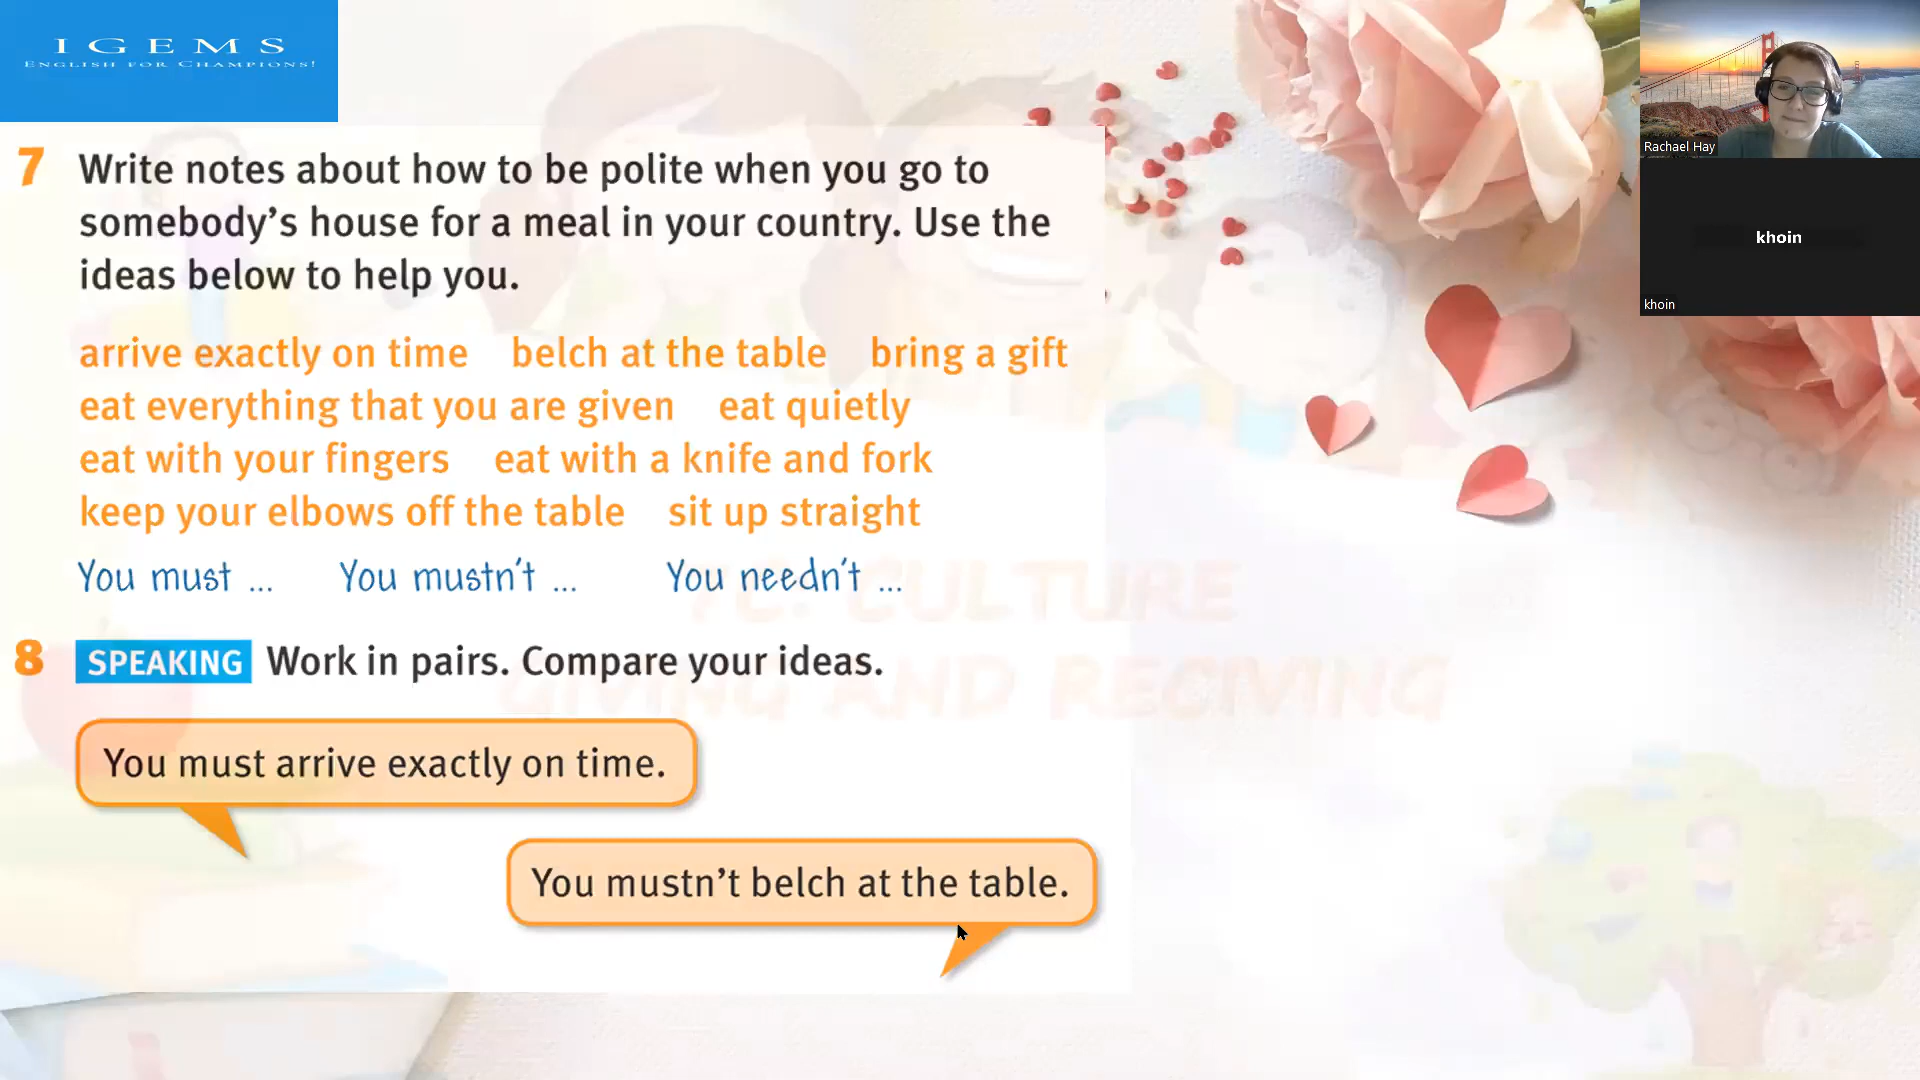 IGEMS
ENGLISH FOR CHAMPIONS!
7 Write notes about how to be polite when you go to
somebody's house for a meal in your country. Use the
ideas below to help you.
arrive exactly on time belch at the table bring a gift
eat everything that you are given eat quietly
eat with your fingers eat with a knife and fork
keep your elbows off the table sit up straight
You must ... You mustn't ... You needn't ...
8 SPEAKING Work in pairs. Compare your ideas.
You must arrive exactly on time.
You mustn't belch at the table.
Rachael Hay
khoin
khoin
CULTURE
GIVING AND RECIVING